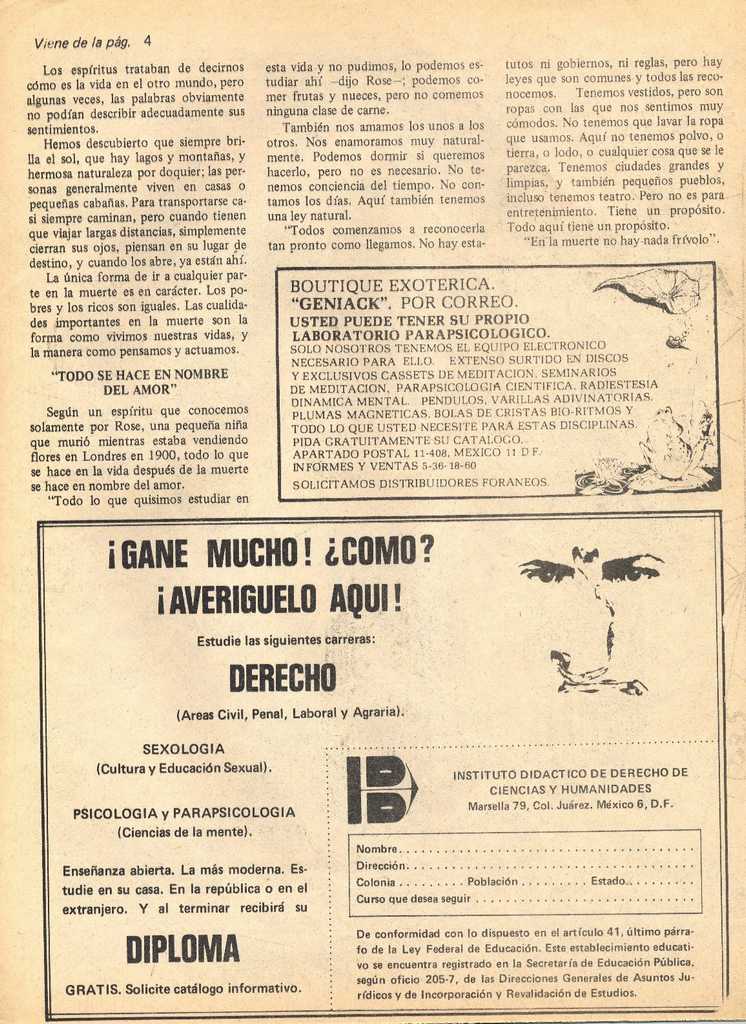 Viene de la pág. 4
Los espíritus trataban de decirnos
cómo es la vida en el otro mundo, pero
algunas veces, las palabras obviamente
no podían describir adecuadamente sus
sentimientos.
Hemos descubierto que siempre bri-
lla el sol, que hay lagos y montañas, y
hermosa naturaleza por doquier; las per-
sonas generalmente viven en casas o
pequeñas cabañas. Para transportarse ca-
si siempre caminan, pero cuando tienen
que viajar largas distancias, simplemente
cierran sus ojos, piensan en su lugar de
destino, y cuando los abre, ya están ahí.
La única forma de ir a cualquier par-
te en la muerte es en carácter. Los po-
bres y los ricos son iguales. Las cualida-
des importantes en la muerte son la
forma como vivimos nuestras vidas, y
la manera como pensamos y actuamos.
"TODO SE HACE EN NOMBRE
DEL AMOR"
Según un espíritu que conocemos
solamente por Rose, una pequeña niña
que murió mientras estaba vendiendo
flores en Londres en 1900, todo lo que
se hace en la vida después de la muerte
se hace en nombre del amor.
"Todo lo que quisimos estudiar en
esta vida y no pudimos, lo podemos es-
tudiar ahí —dijo Rose—; podemos co-
mer frutas y nueces, pero no comemos
ninguna clase de carne.
También nos amamos los unos a los
otros. Nos enamoramos muy natural-
mente. Podemos dormir si queremos
hacerlo, pero no es necesario. No te-
nemos conciencia del tiempo. No con-
tamos los días. Aquí también tenemos
una ley natural.
"Todos comenzamos a reconocerla
tan pronto como llegamos. No hay esta-
tutos ni gobiernos, ni reglas, pero hay
leyes que son comunes y todos las reco-
nocemos. Tenemos vestidos, pero son
ropas con las que nos sentimos muy
cómodos. No tenemos que lavar la ropa
que usamos. Aquí no tenemos polvo, o
tierra, o lodo, o cualquier cosa que se le
parezca. Tenemos ciudades grandes y
limpias, y también pequeños pueblos,
incluso tenemos teatro. Pero no es para
entretenimiento. Tiene un propósito.
Todo aquí tiene un propósito.
"En la muerte no hay nada frívolo".
BOUTIQUE EXOTERICA.
"GENIACK". POR CORREO.
USTED PUEDE TENER SU PROPIO
LABORATORIO PARAPSICOLOGICO.
SOLO NOSOTROS TENEMOS EL EQUIPO ELECTRONICO
NECESARIO PARA ELLO. EXTENSO SURTIDO EN DISCOS
Y EXCLUSIVOS CASSETS DE MEDITACION, SEMINARIOS
DE MEDITACION, PARAPSICOLOGIA CIENTIFICA, RADIESTESIA
DINAMICA MENTAL. PENDULOS, VARILLAS ADIVINATORIAS.
PLUMAS MAGNETICAS, BOLAS DE CRISTAS BIO-RITMOS Y
TODO LO QUE USTED NECESITE PARA ESTAS DISCIPLINAS.
PIDA GRATUITAMENTE SU CATALOGO.
APARTADO POSTAL 11-408, MEXICO 11 D F.
INFORMES Y VENTAS 5-36-18-60
SOLICITAMOS DISTRIBUIDORES FORANEOS.
¡GANE MUCHO! ¿COMO?
¡AVERIGUELO AQUI!
Estudie las siguientes carreras:
DERECHO
(Areas Civil, Penal, Laboral y Agraria).
SEXOLOGIA
(Cultura y Educación Sexual).
PSICOLOGIA y PARAPSICOLOGIA
(Ciencias de la mente).
Enseñanza abierta. La más moderna. Es-
tudie en su casa. En la república o en el
extranjero. Y al terminar recibirá su
DIPLOMA
GRATIS. Solicite catálogo informativo.
INSTITUTO DIDACTICO DE DERECHO DE
CIENCIAS Y HUMANIDADES
Marsella 79, Col. Juárez. México 6, D.F.
Nombre. . . . . . . . . . . . . . . . . . . . . . . . . . . . . . .
Dirección. . . . . . . . . . . . . . . . . . . . . . . . . . . . . .
Colonia . . . . . . . . Población . . . . . . . . . . Estado. . . . . . . . .
Curso que desea seguir . . . . . . . . . . . . . . . . . . . . . .
De conformidad con lo dispuesto en el artículo 41, último párra-
fo de la Ley Federal de Educación. Este establecimiento educati-
vo se encuentra registrado en la Secretaría de Educación Pública,
según oficio 205-7, de las Direcciones Generales de Asuntos Ju-
rídicos y de Incorporación y Revalidación de Estudios.